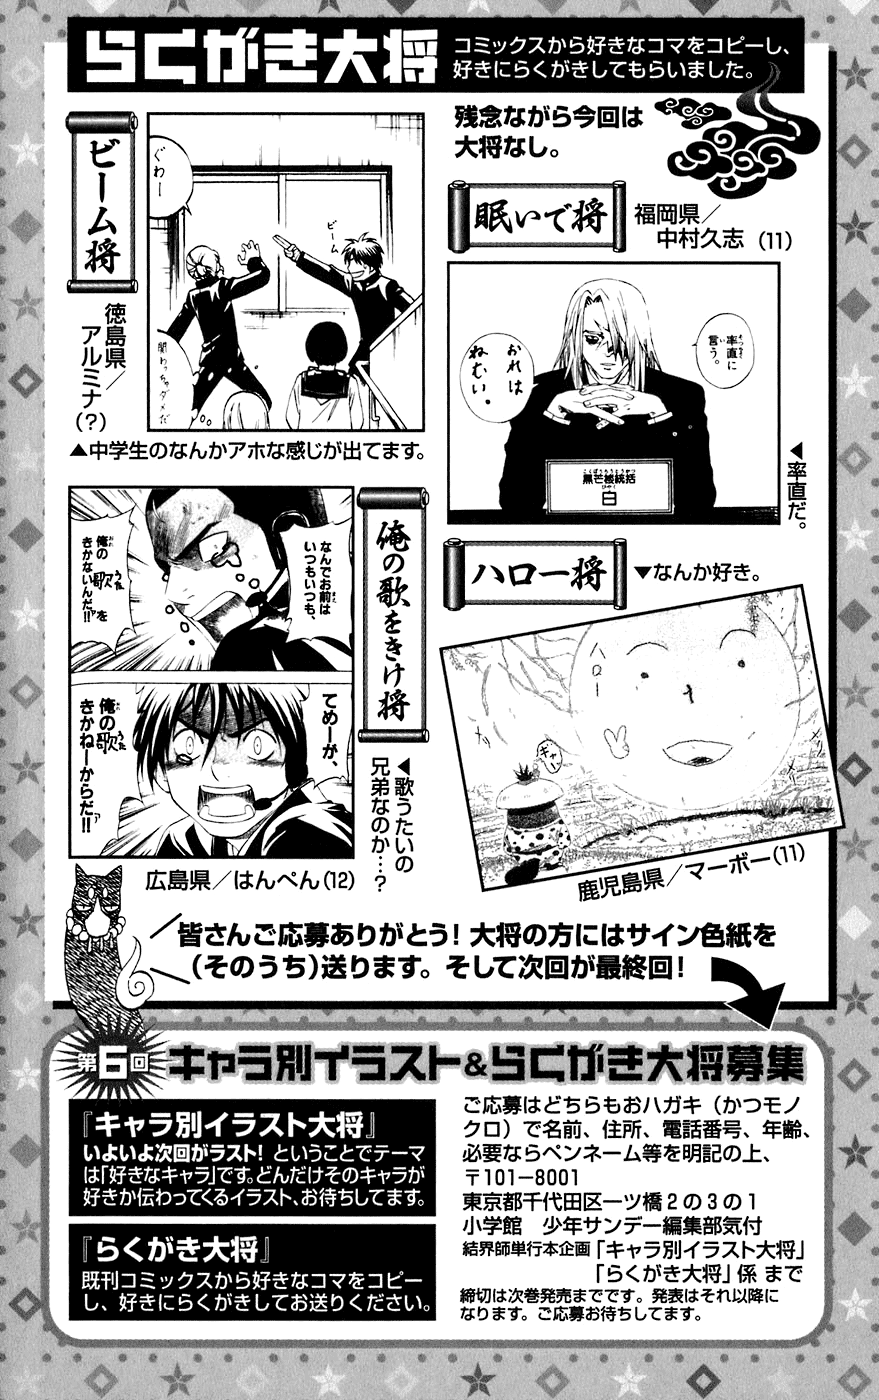 らくがき大将
コミックスから好きなコマをコピーし、
好きにらくがきしてもらいました。
残念ながら今回は
大将なし。
眠いで将
福岡県／
中村久志(11)
率直に
言う。
おれは
ねむい。
こくぼうろうとうかつ
黒芒楼統括
びゃく
白
◀率直だ。
ビーム将
徳島県／
アルミナ
(?)
ぐわー
ビーム
関わっちゃダメだ
▲中学生のなんかアホな感じが出てます。
俺の歌をきけ将
なんでお前は
いつもいつも、
俺の歌を
きかないんだ!!
てめーが、
俺の歌
きかねーからだ!!
◀歌うたいの
兄弟なのか…?
広島県／はんぺん(12)
ハロー将
▼なんか好き。
ハロー
ギャー
鹿児島県／マーボー(11)
皆さんご応募ありがとう! 大将の方にはサイン色紙を
(そのうち)送ります。そして次回が最終回!
第6回
キャラ別イラスト&らくがき大将募集
『キャラ別イラスト大将』
いよいよ次回がラスト! ということでテーマ
は「好きなキャラ」です。どんだけそのキャラが
好きか伝わってくるイラスト、お待ちしてます。
『らくがき大将』
既刊コミックスから好きなコマをコピー
し、好きにらくがきしてお送りください。
ご応募はどちらもおハガキ(かつモノ
クロ)で名前、住所、電話番号、年齢、
必要ならペンネーム等を明記の上、
〒101-8001
東京都千代田区一ツ橋2の3の1
小学館 少年サンデー編集部気付
結界師単行本企画「キャラ別イラスト大将」
「らくがき大将」係 まで
締切は次巻発売までです。発表はそれ以降に
なります。ご応募お待ちしてます。